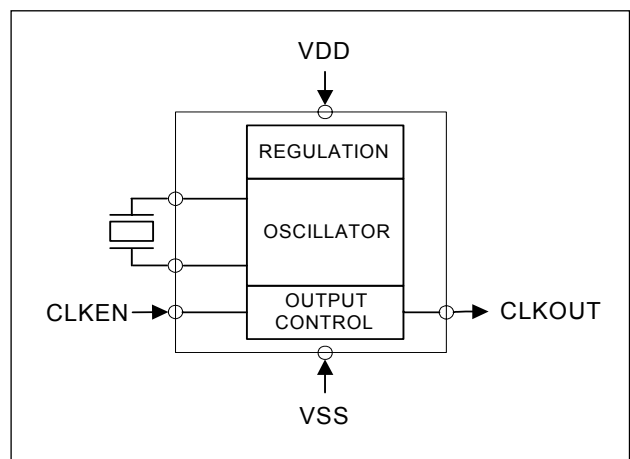 VDD
REGULATION
OSCILLATOR
CLKEN
OUTPUT
CONTROL
CLKOUT
VSS